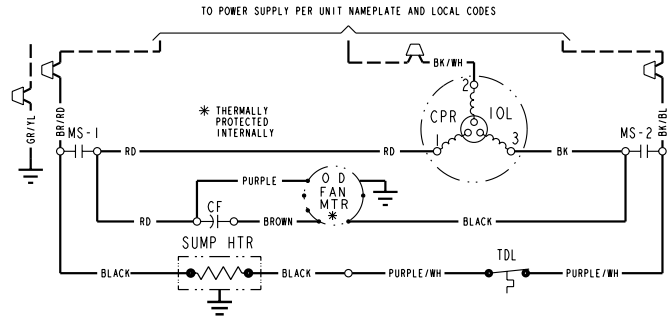 TO POWER SUPPLY PER UNIT NAMEPLATE AND LOCAL CODES
BK/WH
GR/YL
BR/RD
BK/BL
2
CPR
IOL
1
3
* THERMALLY
PROTECTED
INTERNALLY
MS-1
MS-2
RD
RD
BK
PURPLE
O D
FAN
MTR
*
CF
RD
BROWN
BLACK
SUMP HTR
TDL
BLACK
BLACK
PURPLE/WH
PURPLE/WH